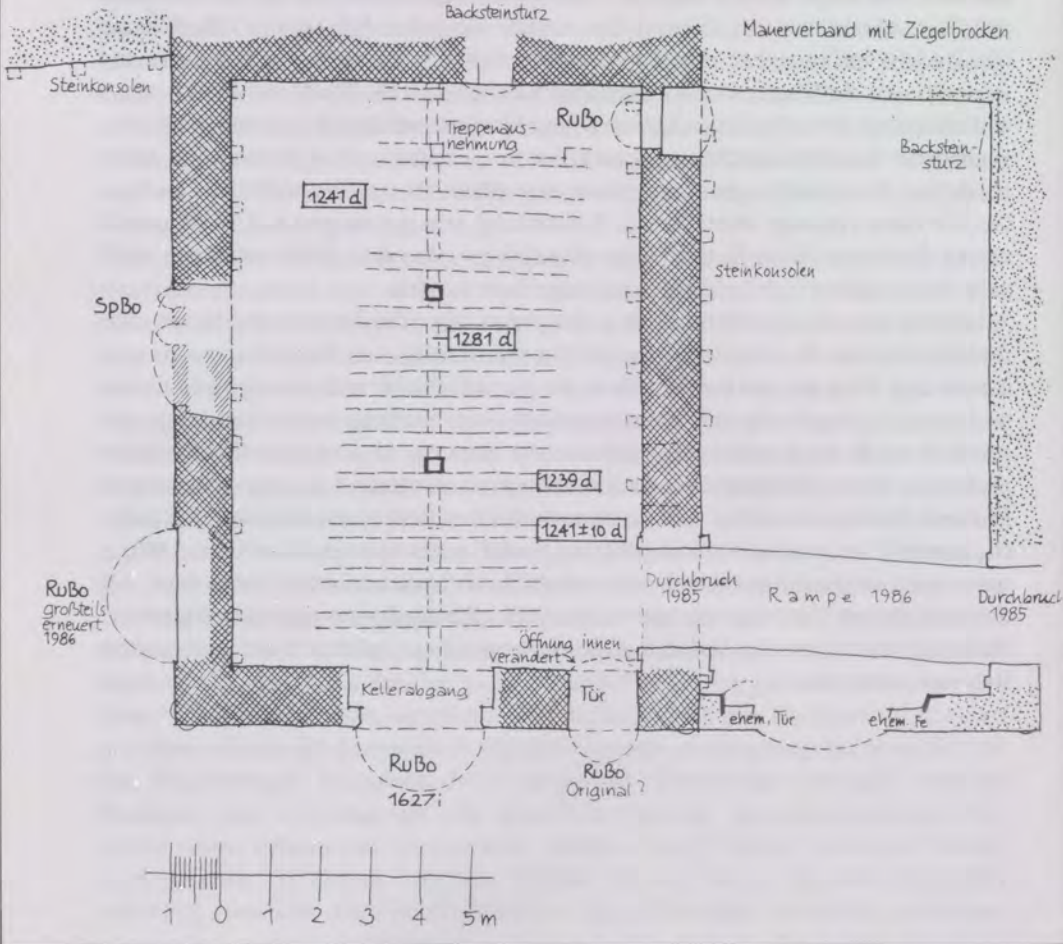 Backsteinsturz
Mauerverband mit Ziegelbrocken
Steinkonsolen
Treppenaus-
nehmung
RuBo
Backstein-/
sturz
1241 d
Steinkonsolen
SpBo
1281 d
1239 d
1241±10 d
RuBo
großteils
erneuert
1986
Durchbruch
1985
Rampe 1986
Durchbruch
1985
Öffnung innen
verändert
Kellerabgang
Tür
ehem. Tür
ehem. Fe
RuBo
1627i
RuBo
Original?
1 0 1 2 3 4 5 m